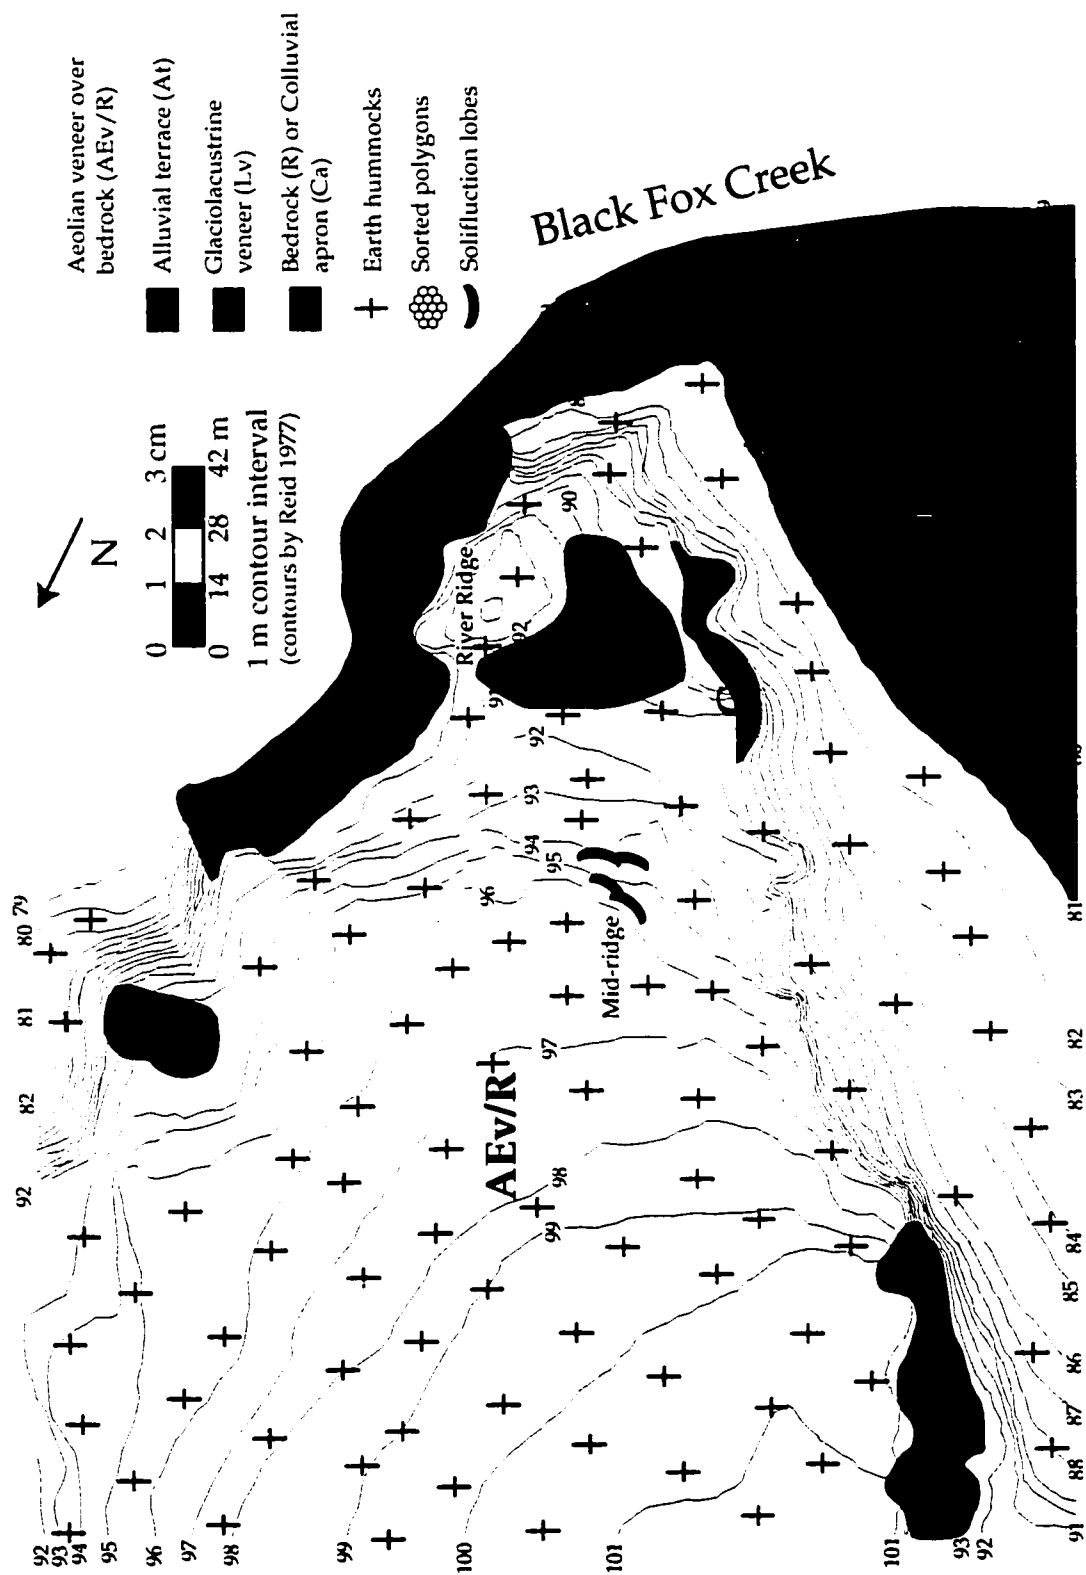 Aeolian veneer over
bedrock (AEv/R)
Alluvial terrace (At)
Glaciolacustrine
veneer (Lv)
Bedrock (R) or Colluvial
apron (Ca)
Earth hummocks
Sorted polygons
Solifluction lobes
Black Fox Creek
N
0 1 2 3 cm
0 14 28 42 m
1 m contour interval
(contours by Reid 1977)
River Ridge
90
92
92
93
94
95
96
Mid-ridge
97
AEv/R
98
99
79
80
81
82
92
92
93
94
95
96
97
98
99
100
101
101
93
92
91
88
87
86
85
84
83
82
81